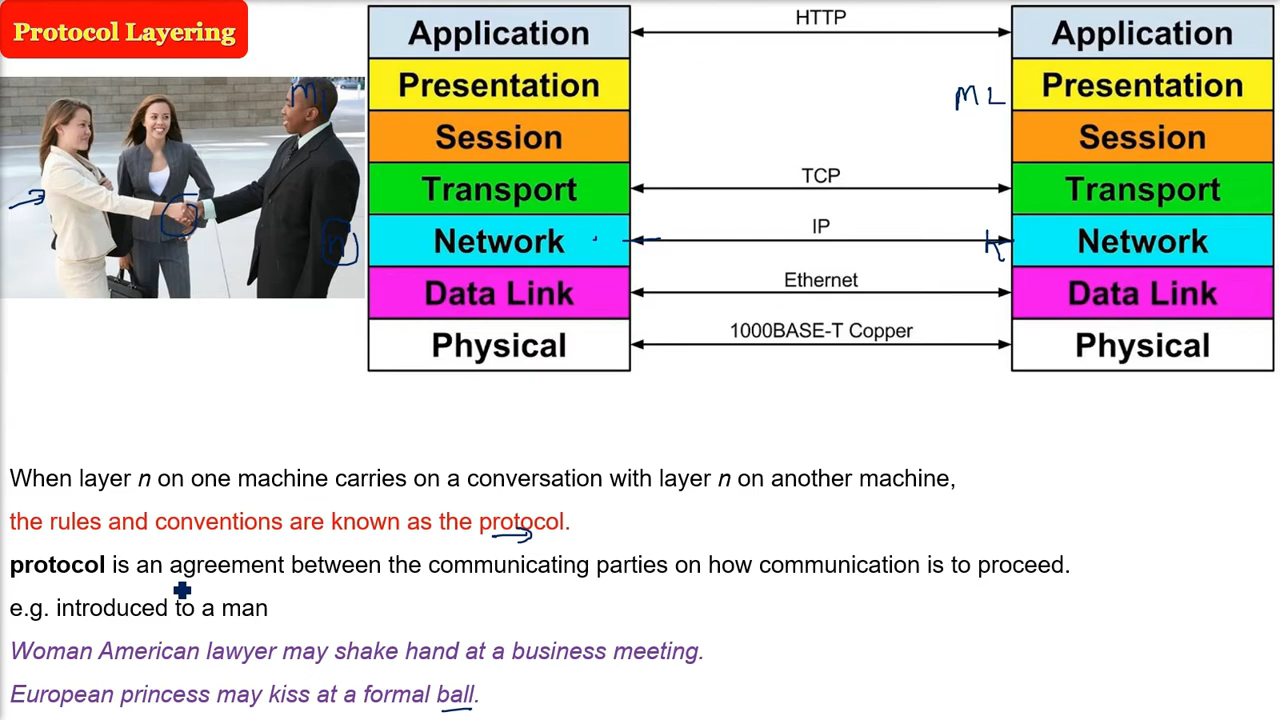 Protocol Layering
Application HTTP Application
Presentation Presentation
ML
Session Session
Transport TCP Transport
Network IP Network
Data Link Ethernet Data Link
Physical 1000BASE-T Copper Physical
When layer n on one machine carries on a conversation with layer n on another machine,
the rules and conventions are known as the protocol.
protocol is an agreement between the communicating parties on how communication is to proceed.
e.g. introduced to a man
Woman American lawyer may shake hand at a business meeting.
European princess may kiss at a formal ball.